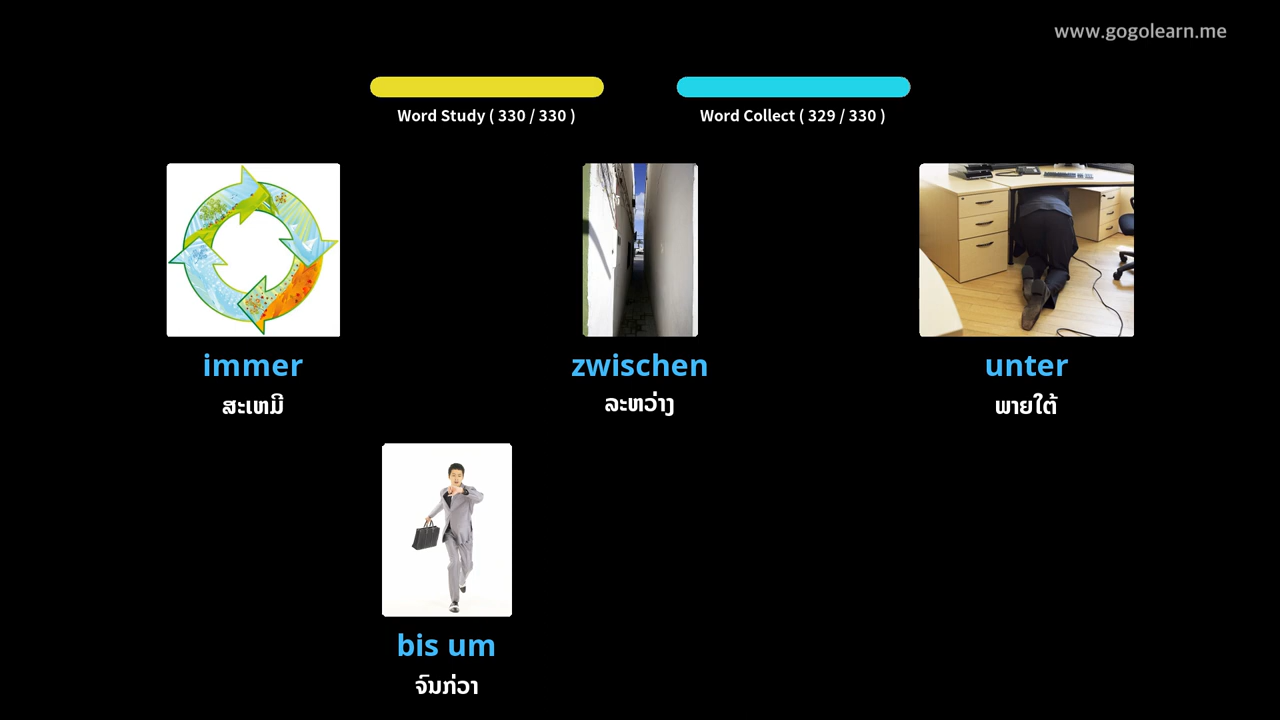 www.gogolearn.me
Word Study ( 330 / 330 )
Word Collect ( 329 / 330 )
immer
zwischen
unter
ສະເຫມີ
ລະຫວ່າງ
ພາຍໃຕ້
bis um
ຈົນກ່ວາ